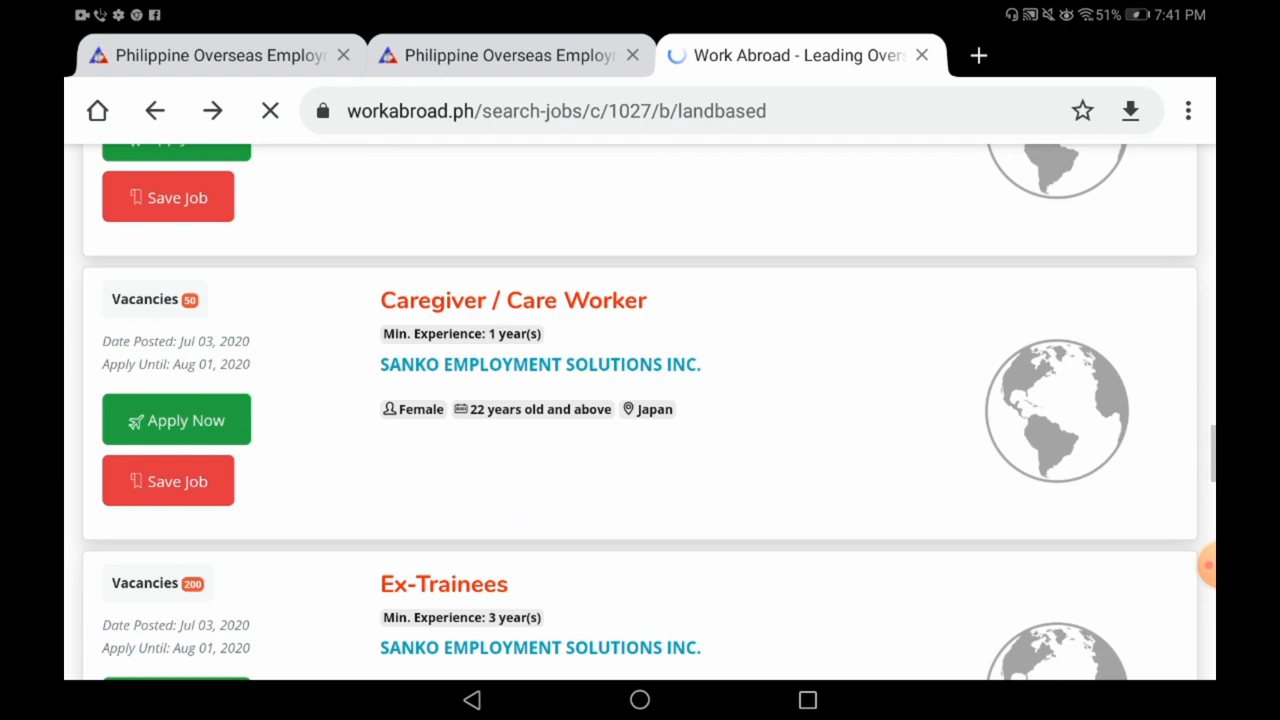 51% 7:41 PM
Philippine Overseas Employm
Philippine Overseas Employm
Work Abroad - Leading Overs
workabroad.ph/search-jobs/c/1027/b/landbased
Save Job
Vacancies 50
Caregiver / Care Worker
Min. Experience: 1 year(s)
Date Posted: Jul 03, 2020
Apply Until: Aug 01, 2020
SANKO EMPLOYMENT SOLUTIONS INC.
Female 22 years old and above Japan
Apply Now
Save Job
Vacancies 200
Ex-Trainees
Min. Experience: 3 year(s)
Date Posted: Jul 03, 2020
Apply Until: Aug 01, 2020
SANKO EMPLOYMENT SOLUTIONS INC.